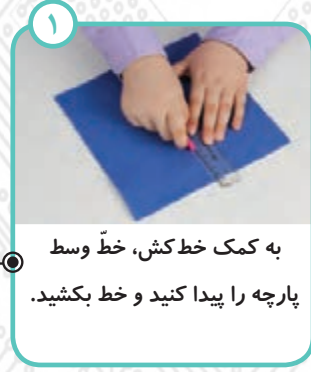 ۱
به کمک خط‌کش، خطّ وسط
پارچه را پیدا کنید و خط بکشید.